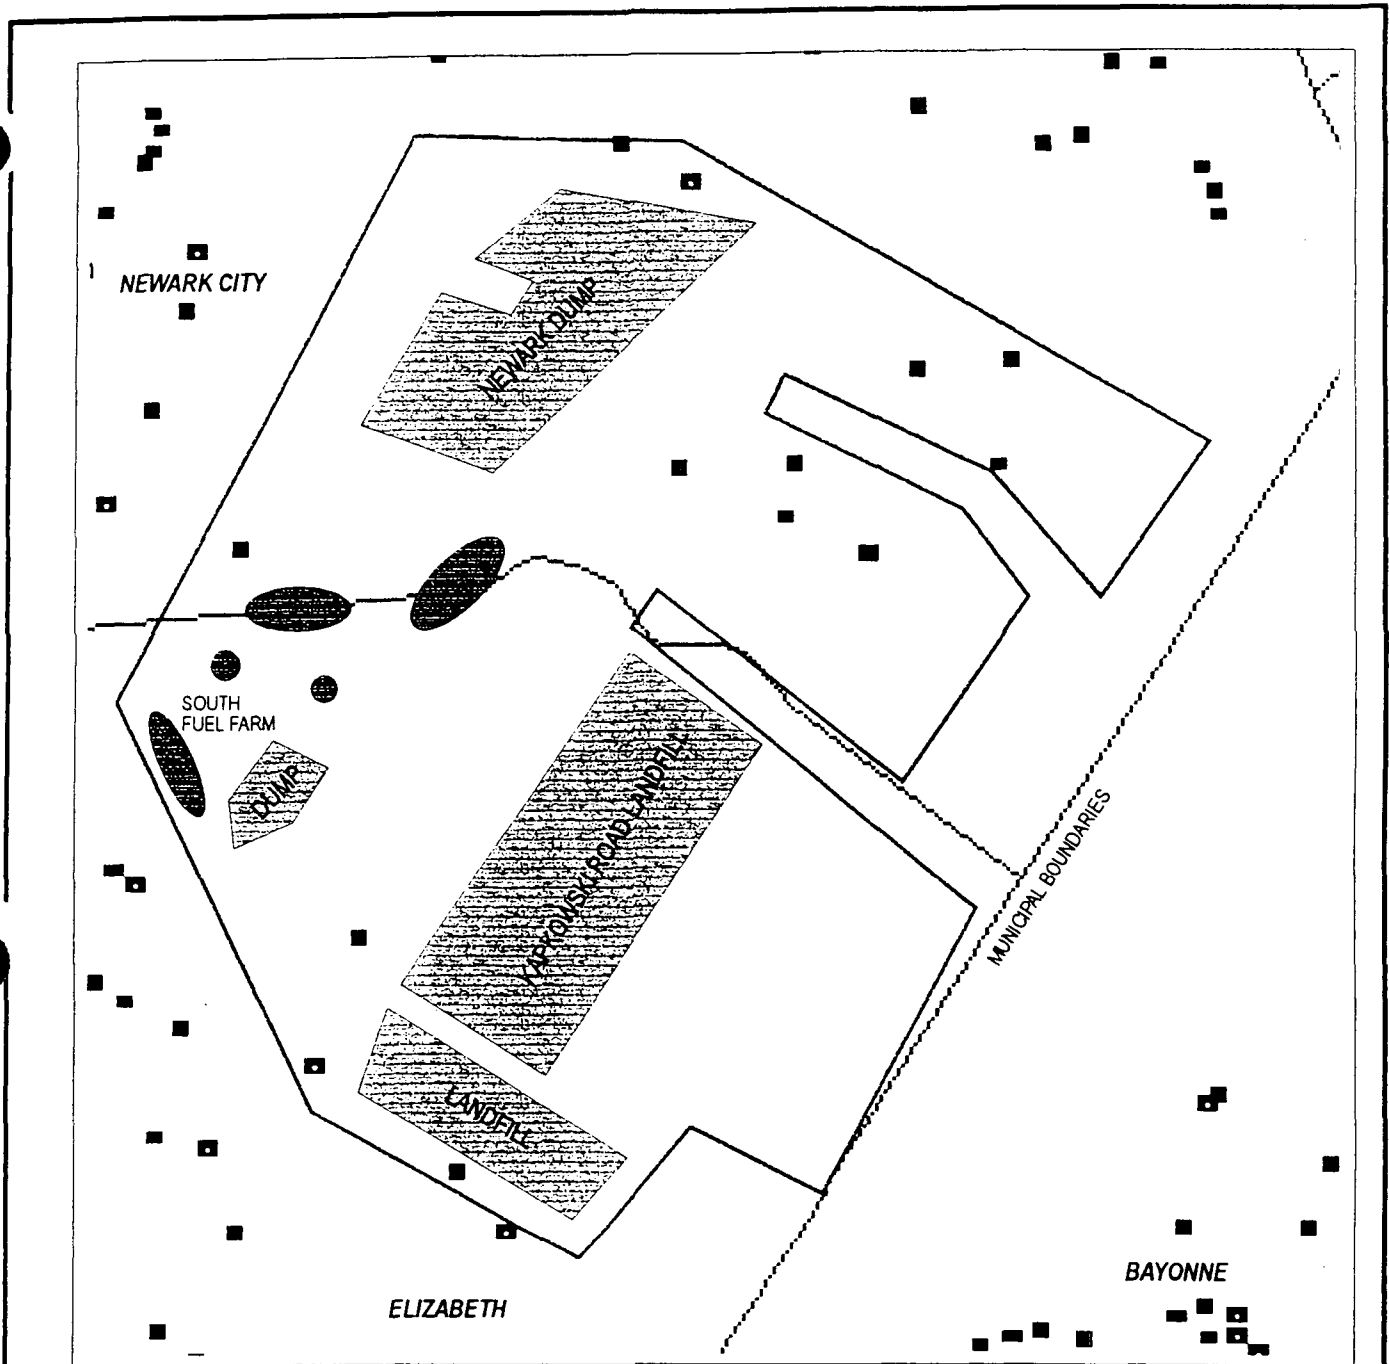 NEWARK CITY
NEWARK DUMP
SOUTH
FUEL FARM
DUMP
KAPKOWSKI ROAD LANDFILL
MUNICIPAL BOUNDARIES
LANDFILL
BAYONNE
ELIZABETH